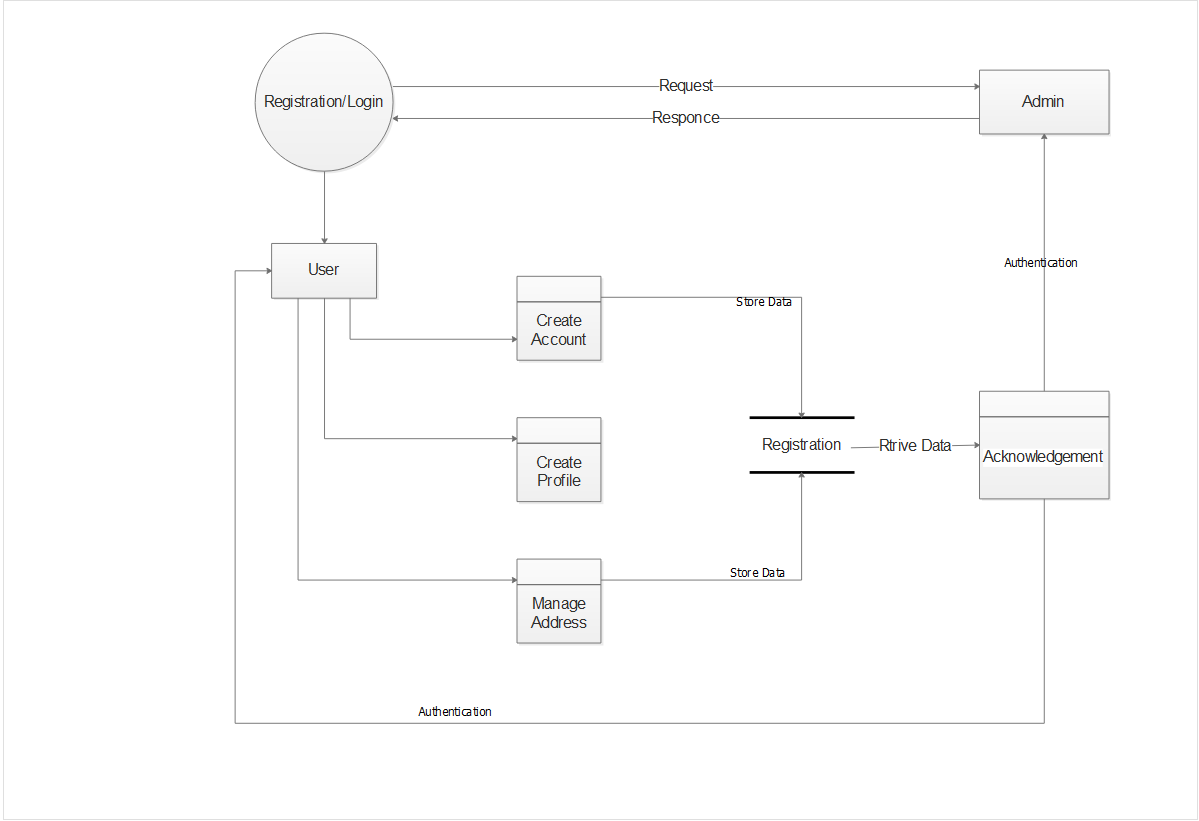 Request
Registration/Login
Admin
Responce
Authentication
User
Store Data
Create
Account
Registration
Rtrive Data
Acknowledgement
Create
Profile
Store Data
Manage
Address
Authentication